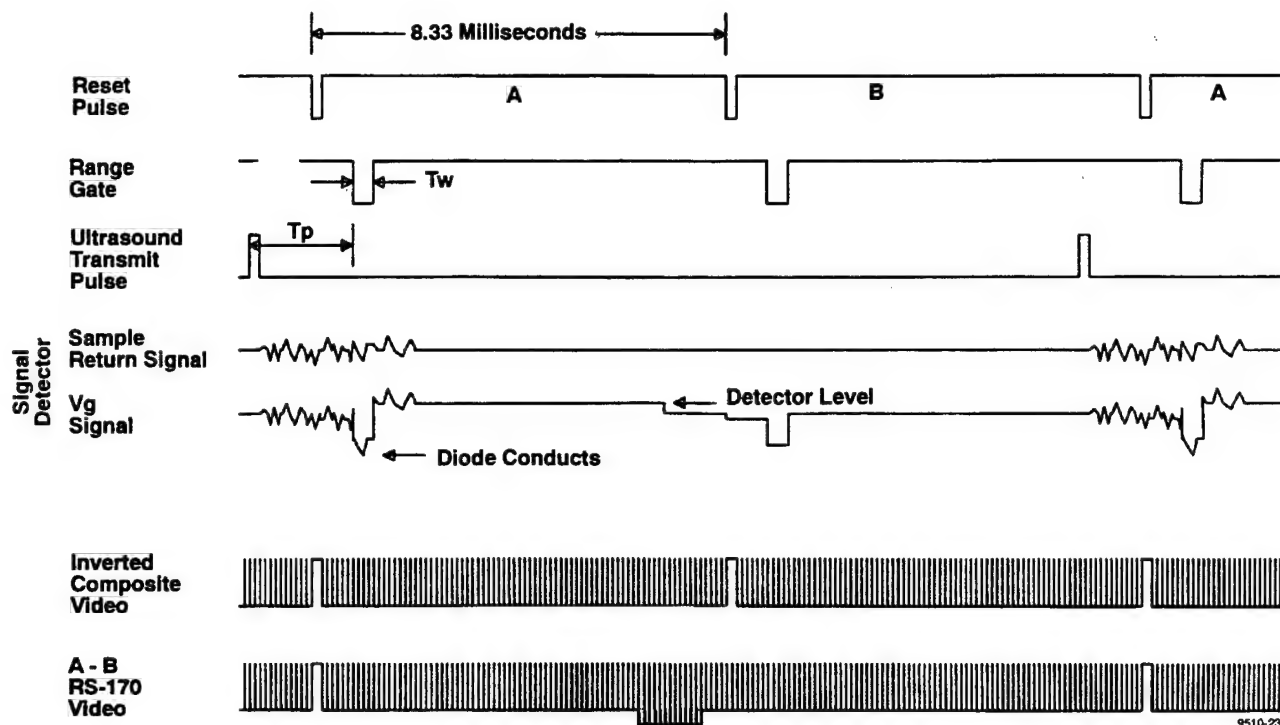 8.33 Milliseconds
Reset
Pulse
A
B
A
Range
Gate
Tw
Ultrasound
Transmit
Pulse
Tp
Signal
Detector
Sample
Return Signal
Vg
Signal
Detector Level
Diode Conducts
Inverted
Composite
Video
A - B
RS-170
Video